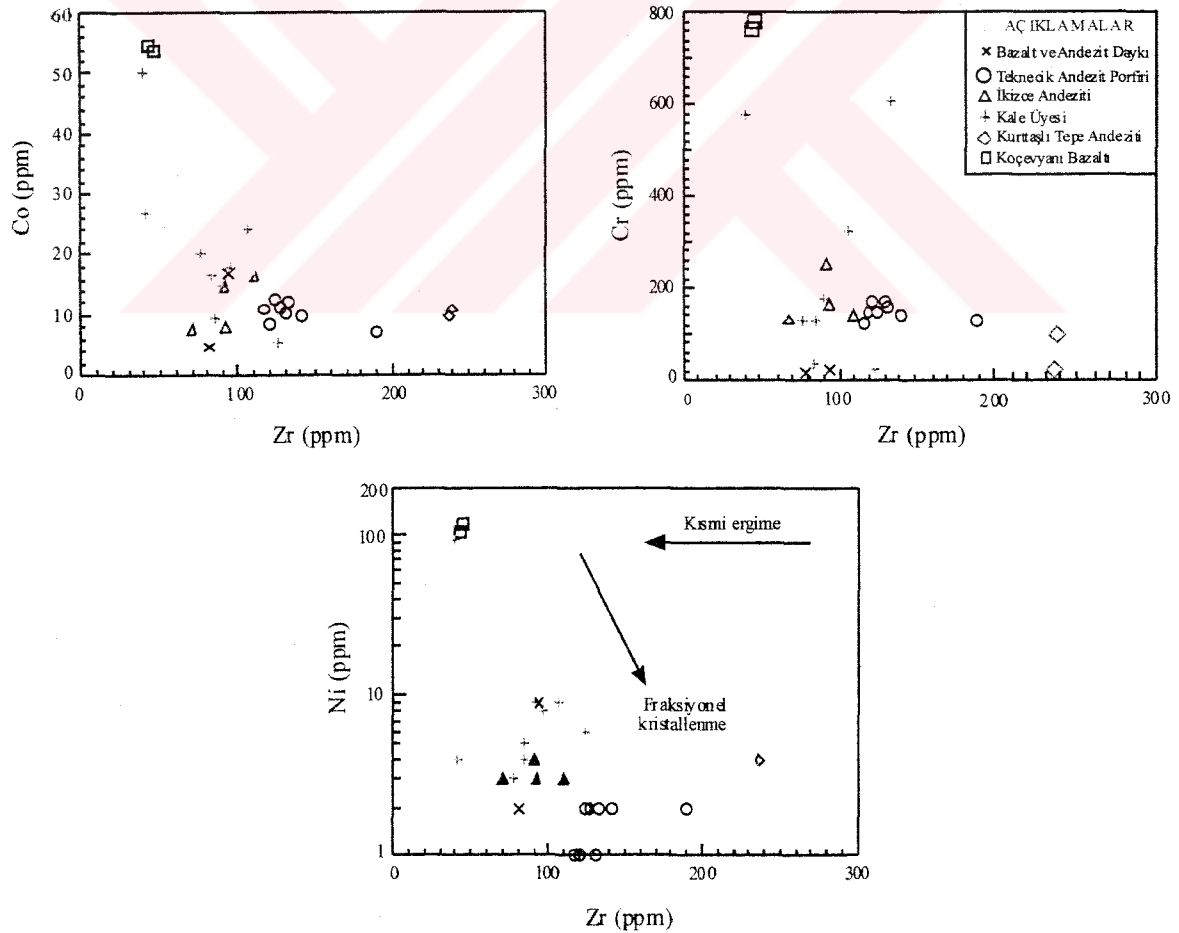 60
50
40
30
20
10
0
Co (ppm)
0
100
200
300
Zr (ppm)
800
600
400
200
0
Cr (ppm)
0
100
200
300
Zr (ppm)
AÇIKLAMALAR
Bazalt ve Andezit Daykı
Teknecik Andezit Porfiri
İkizce Andeziti
Kale Üyesi
Kurttaşlı Tepe Andeziti
Koçevyanı Bazaltı
200
100
10
1
Ni (ppm)
Kısmi ergime
Fraksiyonel
kristallenme
0
100
200
300
Zr (ppm)